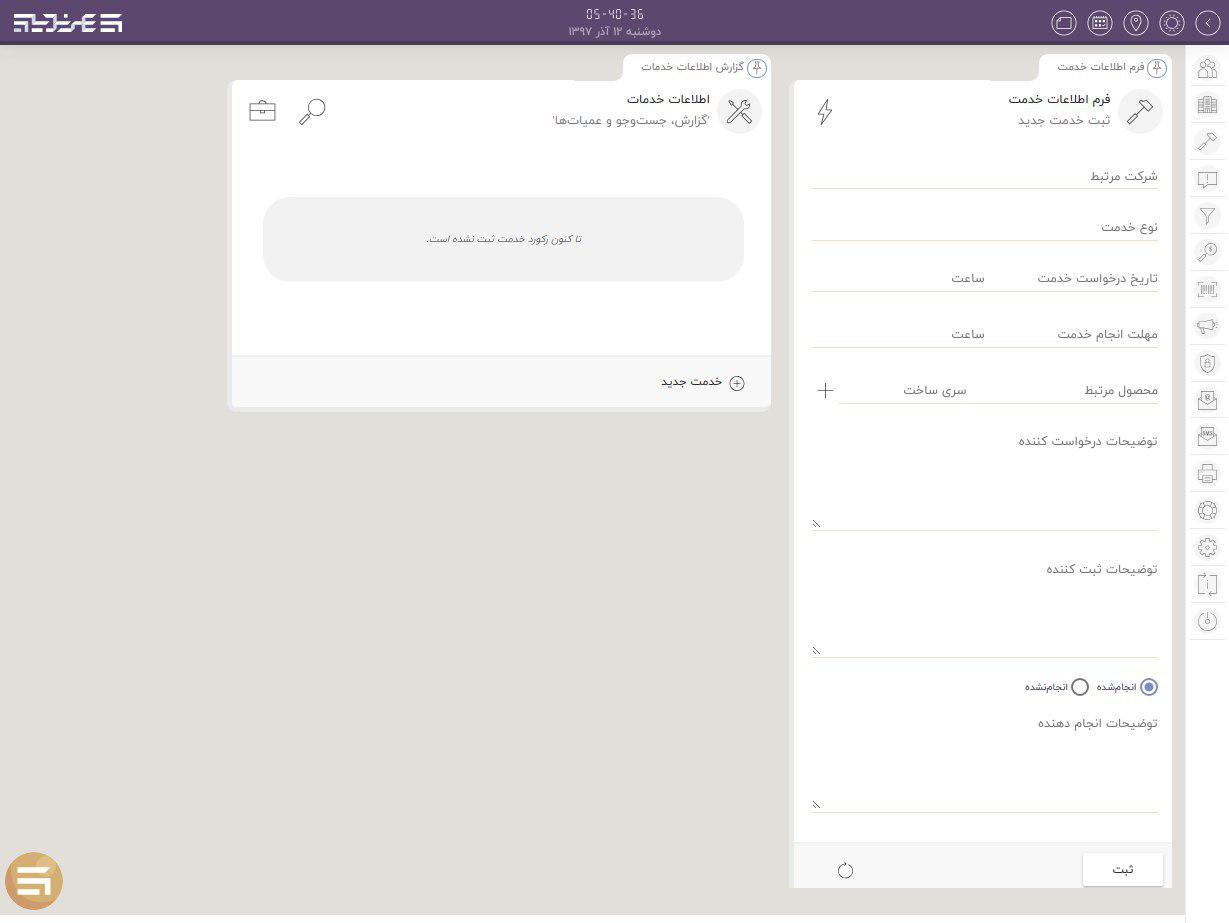 05-40-36
دوشنبه ۱۲ آذر ۱۳۹۷
فرم اطلاعات خدمت
فرم اطلاعات خدمت
ثبت خدمت جدید
شرکت مرتبط
نوع خدمت
تاریخ درخواست خدمت ساعت
مهلت انجام خدمت ساعت
محصول مرتبط سری ساخت
توضیحات درخواست کننده
توضیحات ثبت کننده
انجام‌شده انجام‌نشده
توضیحات انجام دهنده
ثبت
گزارش اطلاعات خدمات
اطلاعات خدمات
'گزارش، جست‌وجو و عمیات‌ها'
تا کنون رکورد خدمت ثبت نشده است.
خدمت جدید
SMS